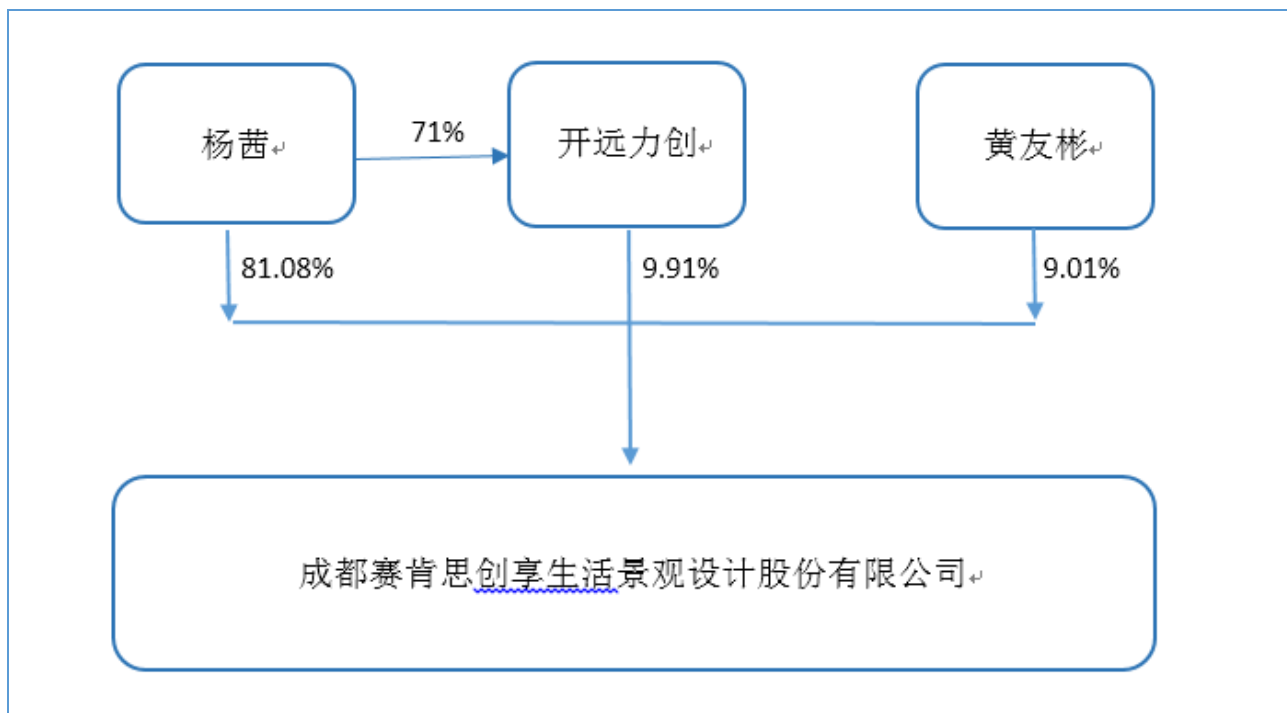 杨茜
71%
开远力创
黄友彬
81.08%
9.91%
9.01%
成都赛肯思创享生活景观设计股份有限公司